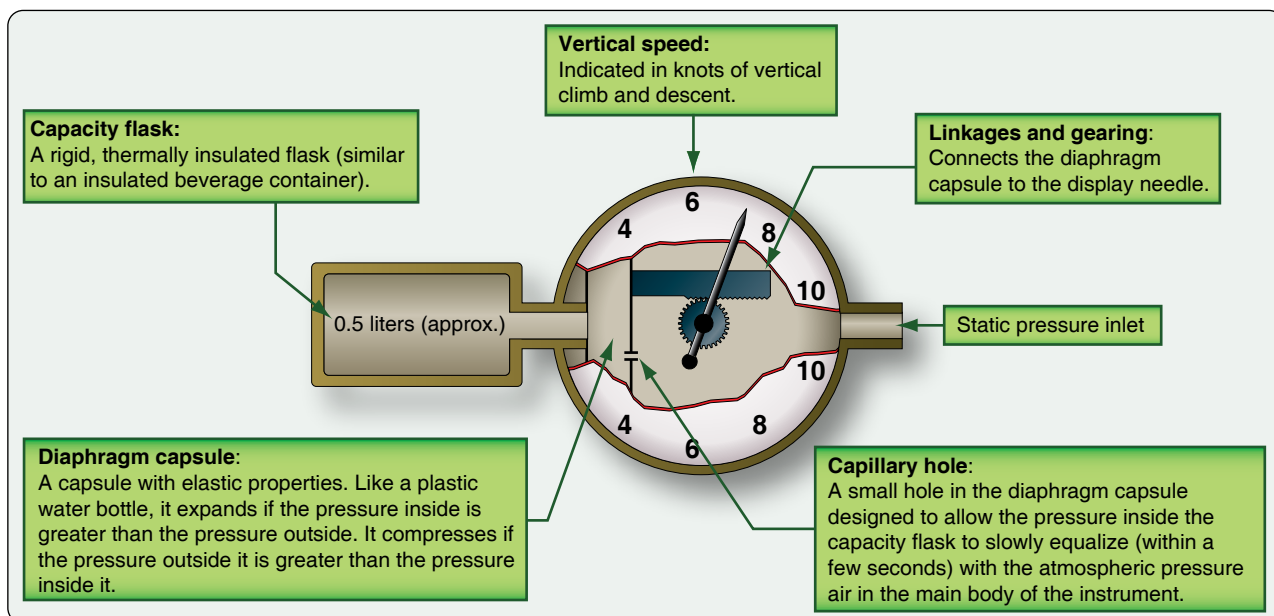 Vertical speed:
Indicated in knots of vertical
climb and descent.
Capacity flask:
A rigid, thermally insulated flask (similar
to an insulated beverage container).
Linkages and gearing:
Connects the diaphragm
capsule to the display needle.
6
4
8
10
0.5 liters (approx.)
Static pressure inlet
10
4
8
6
Diaphragm capsule:
A capsule with elastic properties. Like a plastic
water bottle, it expands if the pressure inside is
greater than the pressure outside. It compresses if
the pressure outside it is greater than the pressure
inside it.
Capillary hole:
A small hole in the diaphragm capsule
designed to allow the pressure inside the
capacity flask to slowly equalize (within a
few seconds) with the atmospheric pressure
air in the main body of the instrument.